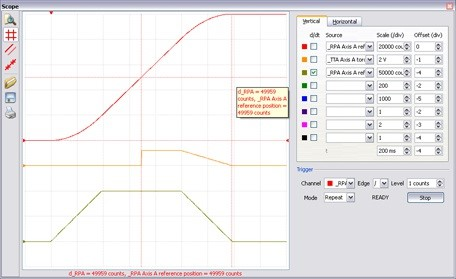 Scope
Vertical
Horizontal
d/dt Source Scale (/div) Offset (div)
_RPA Axis A ref 20000 cou 0
_TTA Axis A tor 2 V -1
_RPA Axis A ref 50000 cou -4
200 -2
1000 -5
1 -2
2 -3
1 -4
t 200 ms -4
d_RPA = 49959
counts, _RPA Axis A
reference position =
49959 counts
Trigger
Channel _RPA Edge Level 1 counts
Mode Repeat READY Stop
d_RPA = 49959 counts, _RPA Axis A reference position = 49959 counts